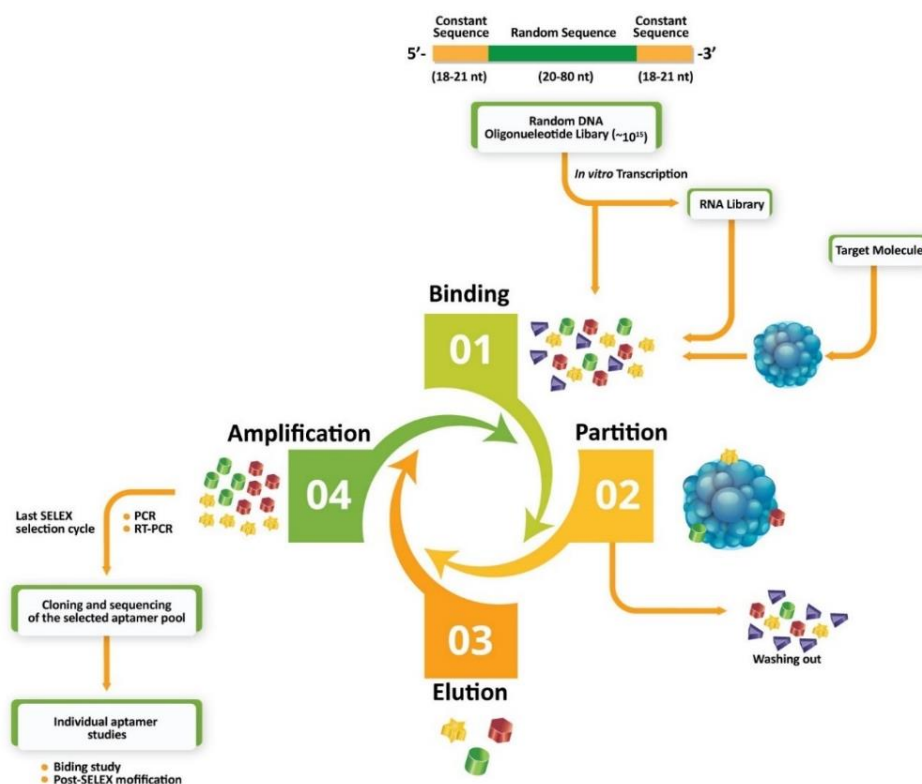 Constant
Sequence
Random Sequence
Constant
Sequence
5’-
-3’
(18-21 nt)
(20-80 nt)
(18-21 nt)
Random DNA
Oligonueleotide Libary (~10¹⁵)
In vitro Transcription
RNA Library
Target Molecule
Binding
01
Partition
02
Amplification
04
Last SELEX
selection cycle
PCR
RT-PCR
Cloning and sequencing
of the selected aptamer pool
03
Elution
Washing out
Individual aptamer
studies
Biding study
Post-SELEX mofification